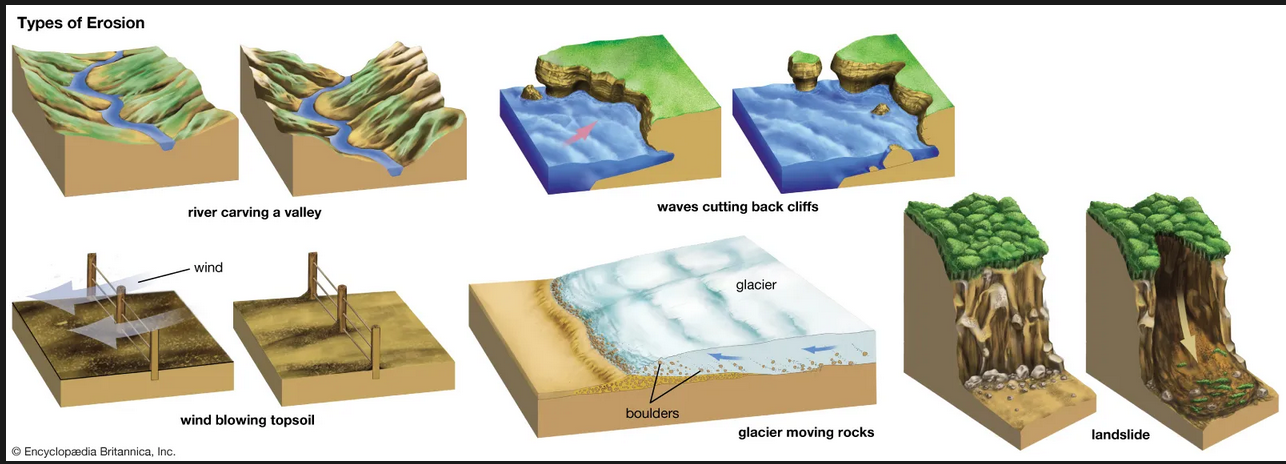 Types of Erosion
river carving a valley
waves cutting back cliffs
wind
wind blowing topsoil
glacier
boulders
glacier moving rocks
landslide
© Encyclopædia Britannica, Inc.